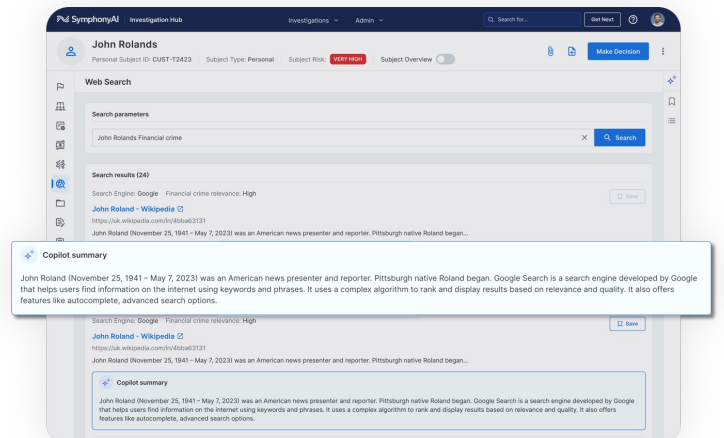 SymphonyAI Investigation Hub Investigations Admin Search for... Get Next
John Rolands
Personal Subject ID: CUST-T2423 Subject Type: Personal Subject Risk: VERY HIGH Subject Overview Make Decision
Web Search
Search parameters
John Rolands Financial crime Search
Search results (24)
Search Engine: Google Financial crime relevance: High Save
John Roland - Wikipedia
https://uk.wikipedia.com/in/4bba63131
John Roland (November 25, 1941 – May 7, 2023) was an American news presenter and reporter. Pittsburgh native Roland began...
Copilot summary
John Roland (November 25, 1941 – May 7, 2023) was an American news presenter and reporter. Pittsburgh native Roland began. Google Search is a search engine developed by Google
that helps users find information on the internet using keywords and phrases. It uses a complex algorithm to rank and display results based on relevance and quality. It also offers
features like autocomplete, advanced search options.
Search Engine: Google Financial crime relevance: High Save
John Roland - Wikipedia
https://uk.wikipedia.com/in/4bba63131
John Roland (November 25, 1941 – May 7, 2023) was an American news presenter and reporter. Pittsburgh native Roland began...
Copilot summary
John Roland (November 25, 1941 – May 7, 2023) was an American news presenter and reporter. Pittsburgh native Roland began. Google Search is a search engine developed by Google
that helps users find information on the internet using keywords and phrases. It uses a complex algorithm to rank and display results based on relevance and quality. It also offers
features like autocomplete, advanced search options.